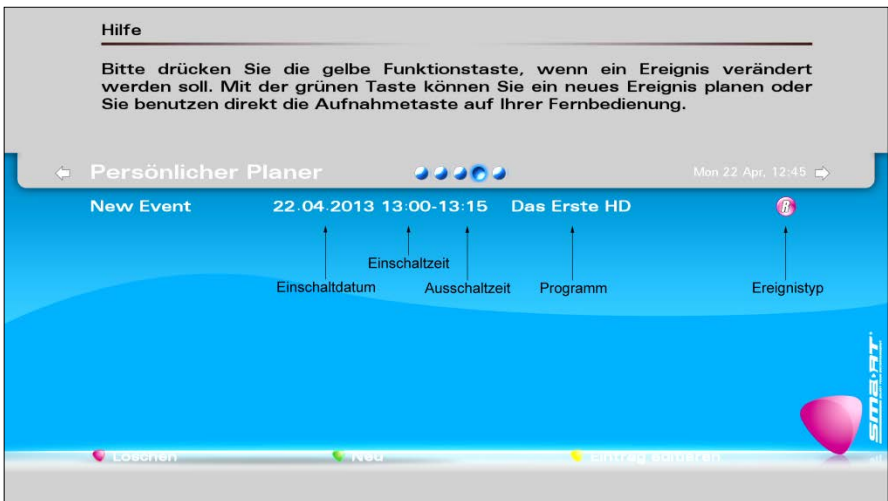 Hilfe
Bitte drücken Sie die gelbe Funktionstaste, wenn ein Ereignis verändert
werden soll. Mit der grünen Taste können Sie ein neues Ereignis planen oder
Sie benutzen direkt die Aufnahmetaste auf Ihrer Fernbedienung.
Persönlicher Planer Mon 22 Apr, 12:45
New Event 22.04.2013 13:00-13:15 Das Erste HD R
Einschaltzeit
Einschaltdatum Ausschaltzeit Programm Ereignistyp
smart
Löschen Neu Eintrag editieren